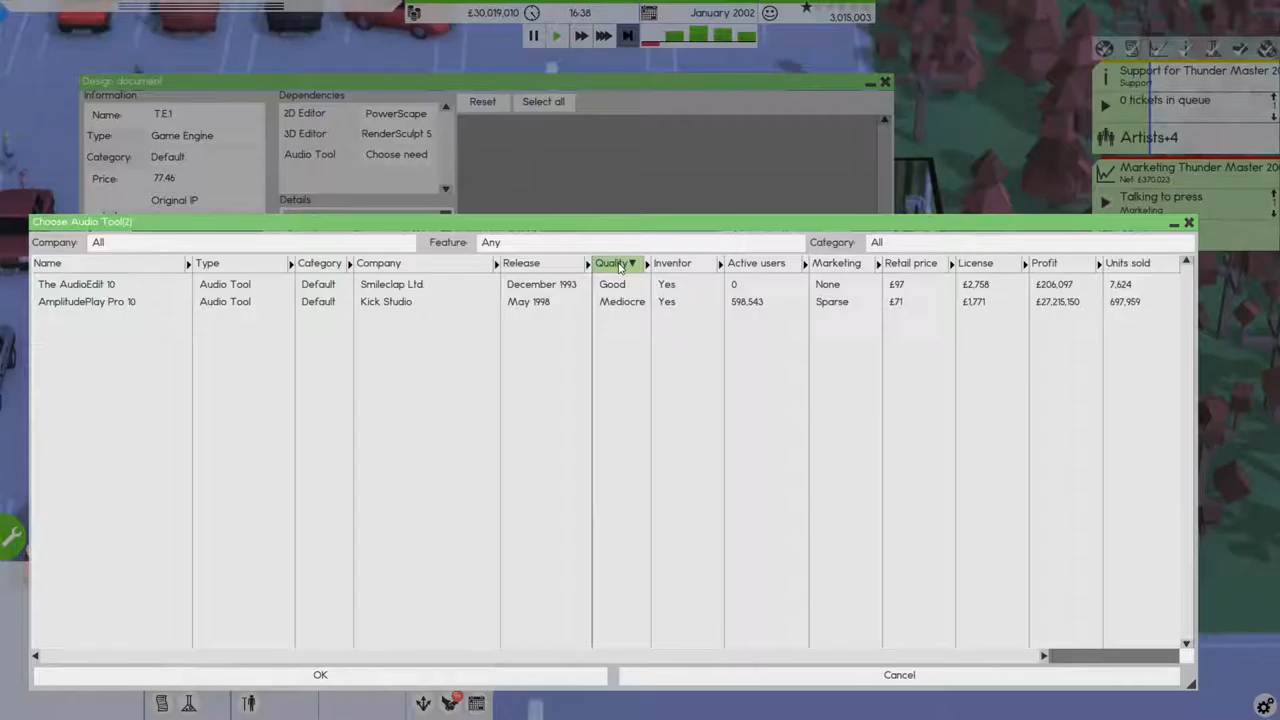 £30,019,010 16:38 January 2002 3,015,003
Design document
Information
Name: T.E.1
Type: Game Engine
Category: Default
Price: 77.46
Original IP
Dependencies
2D Editor PowerScape
3D Editor RenderSculpt 5
Audio Tool Choose need
Details
Reset Select all
Support for Thunder Master 20
Support
0 tickets in queue
Artists+4
Marketing Thunder Master 20
Net: £370,023
Talking to press
Marketing
Choose Audio Tool(2)
Company: All Feature: Any Category: All
Name Type Category Company Release Quality▼ Inventor Active users Marketing Retail price License Profit Units sold
The AudioEdit 10 Audio Tool Default Smileclap Ltd. December 1993 Good Yes 0 None £97 £2,758 £206,097 7,624
AmplitudePlay Pro 10 Audio Tool Default Kick Studio May 1998 Mediocre Yes 598,543 Sparse £71 £1,771 £27,215,150 697,959
OK Cancel